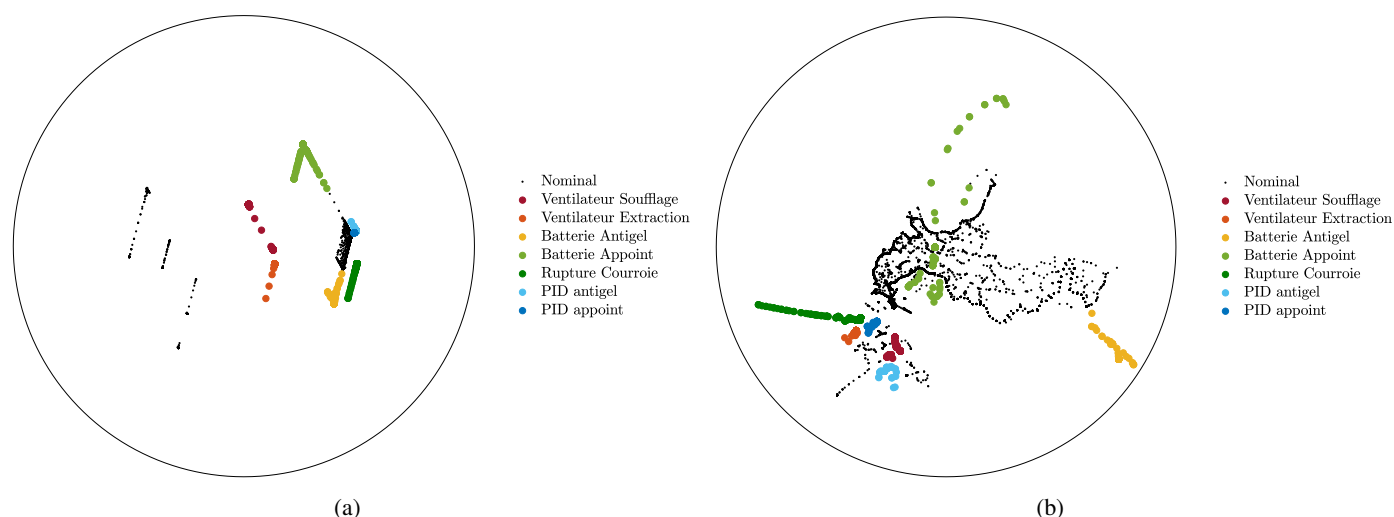 Nominal
Ventilateur Soufflage
Ventilateur Extraction
Batterie Antigel
Batterie Appoint
Rupture Courroie
PID antigel
PID appoint
(a)
Nominal
Ventilateur Soufflage
Ventilateur Extraction
Batterie Antigel
Batterie Appoint
Rupture Courroie
PID antigel
PID appoint
(b)